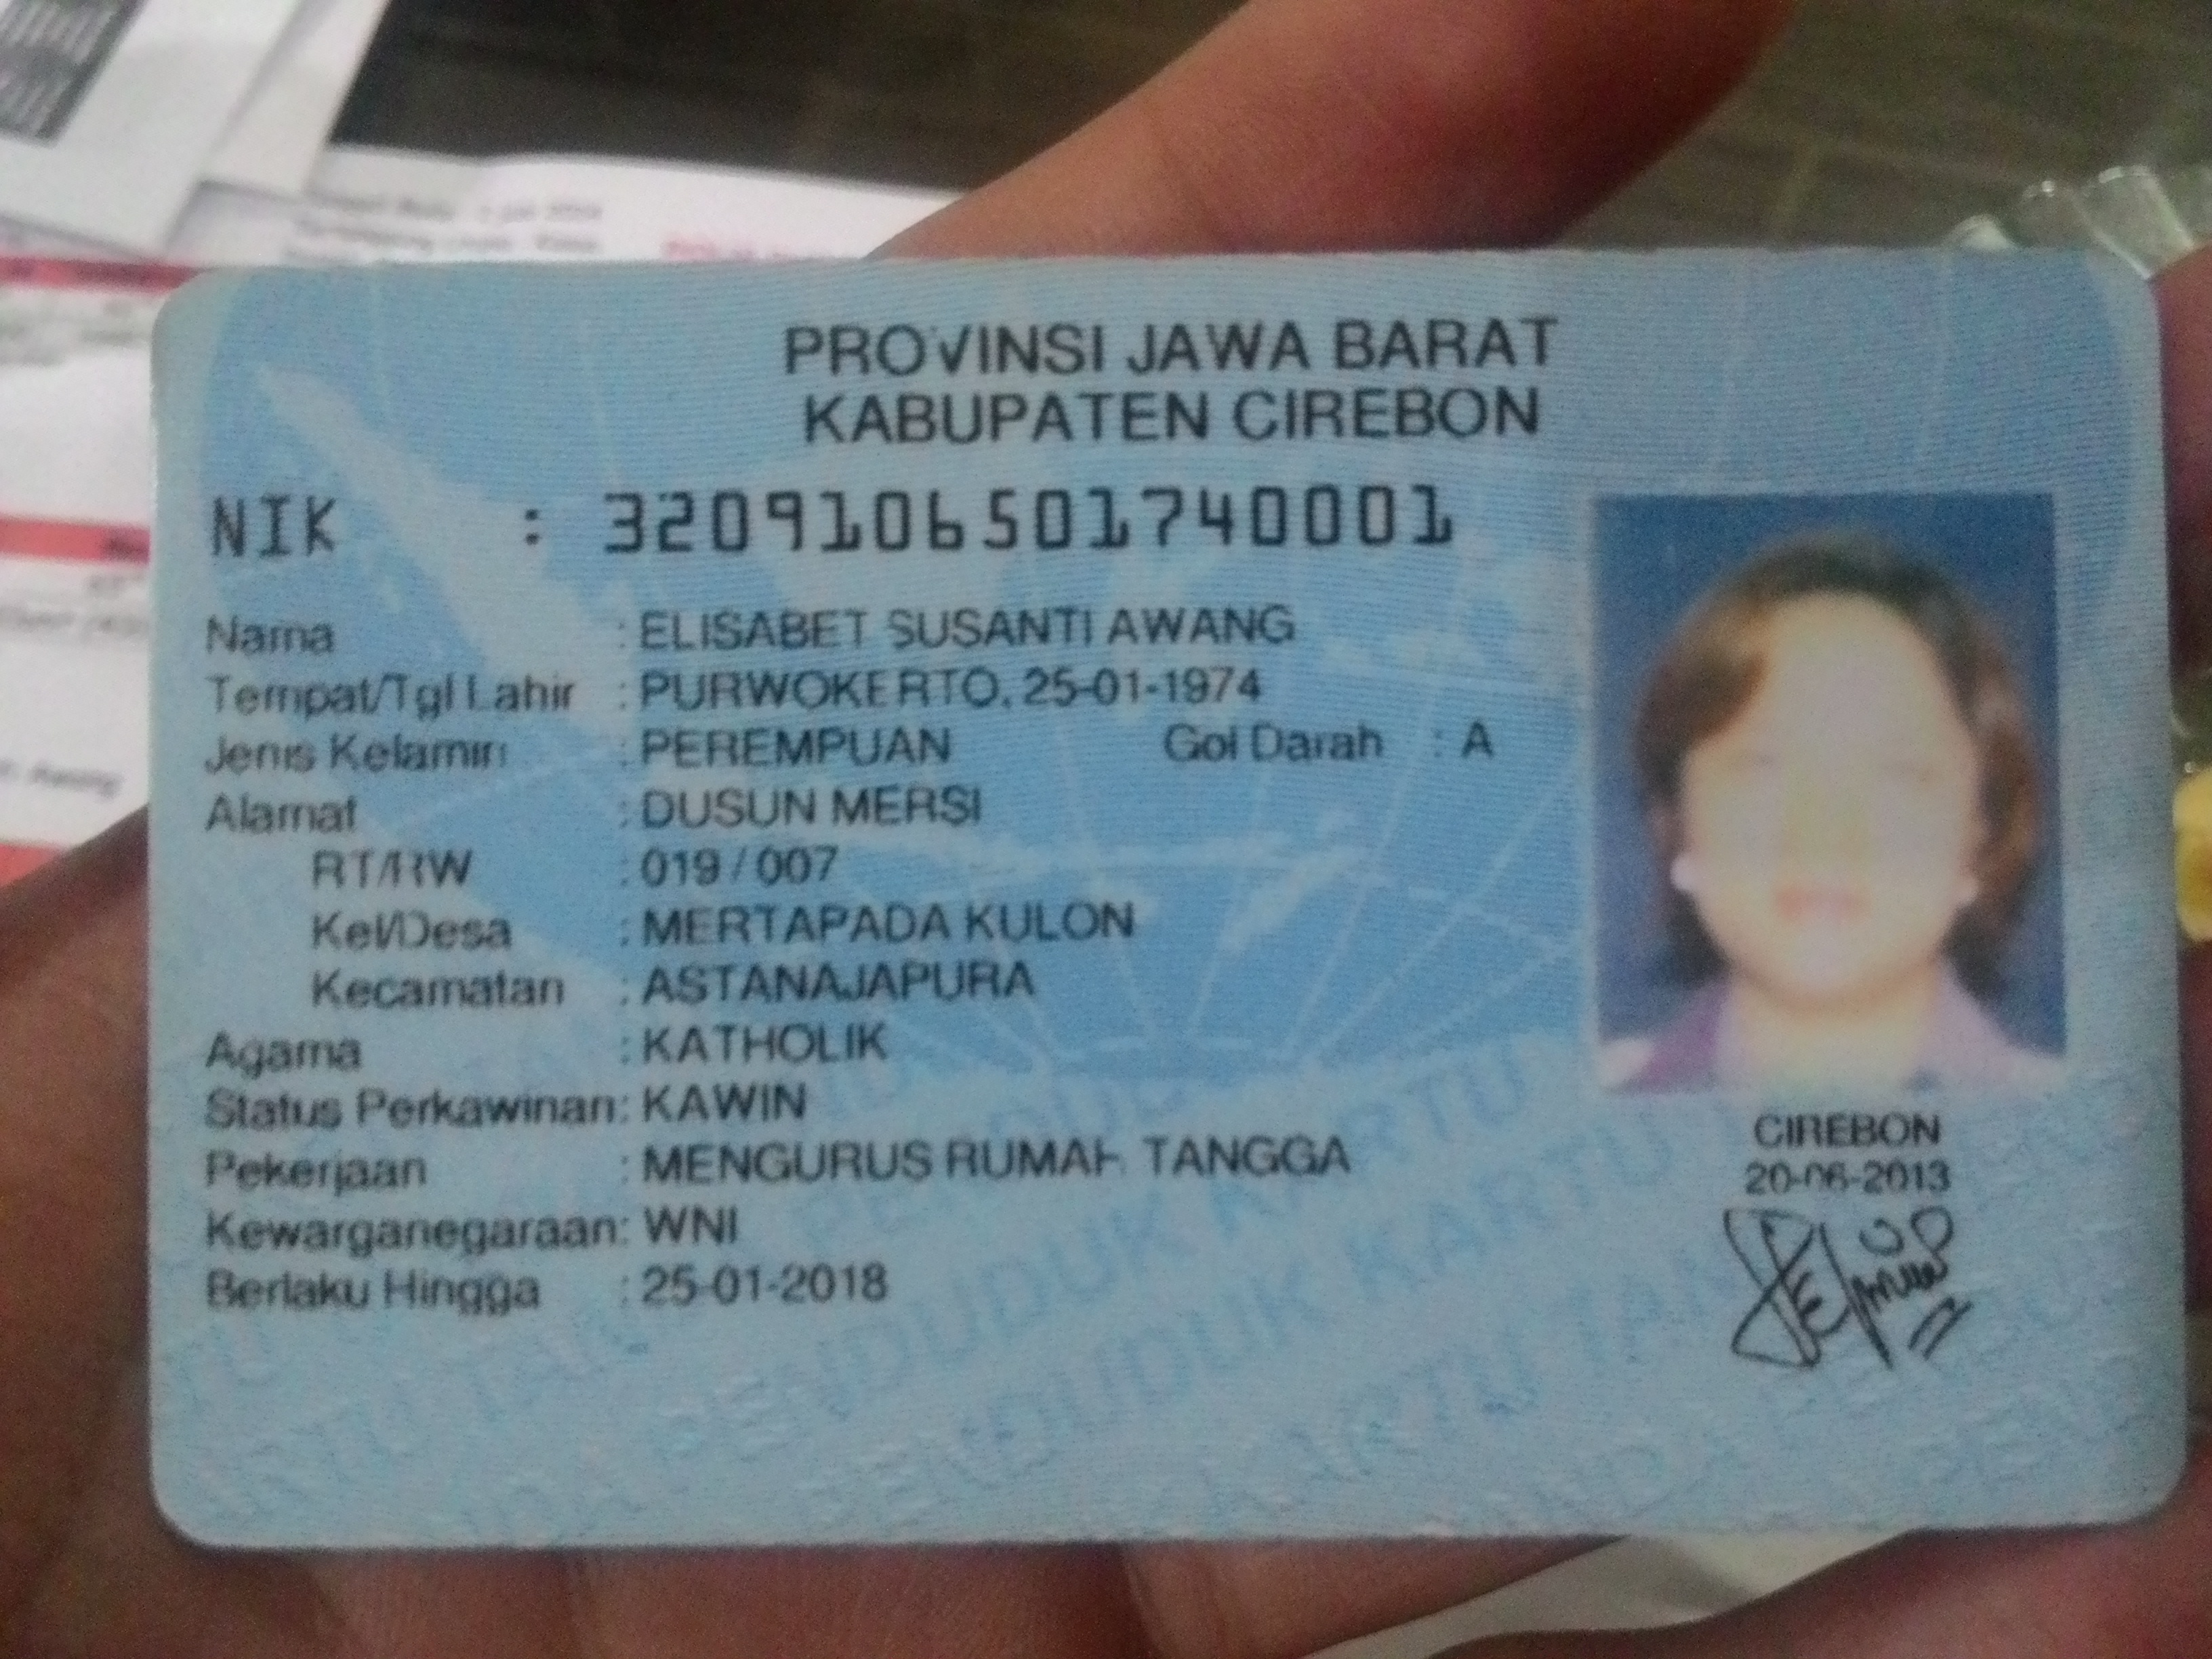 PROVINSI JAWA BARAT
KABUPATEN CIREBON
NIK : 3209106501740001
Nama : ELISABET SUSANTI AWANG
Tempat/Tgl Lahir : PURWOKERTO, 25-01-1974
Jenis Kelamin : PEREMPUAN Gol Darah : A
Alamat : DUSUN MERSI
RT/RW : 019 / 007
Kel/Desa : MERTAPADA KULON
Kecamatan : ASTANAJAPURA
Agama : KATHOLIK
Status Perkawinan: KAWIN
Pekerjaan : MENGURUS RUMAH TANGGA
Kewarganegaraan: WNI
Berlaku Hingga : 25-01-2018
CIREBON
20-06-2013